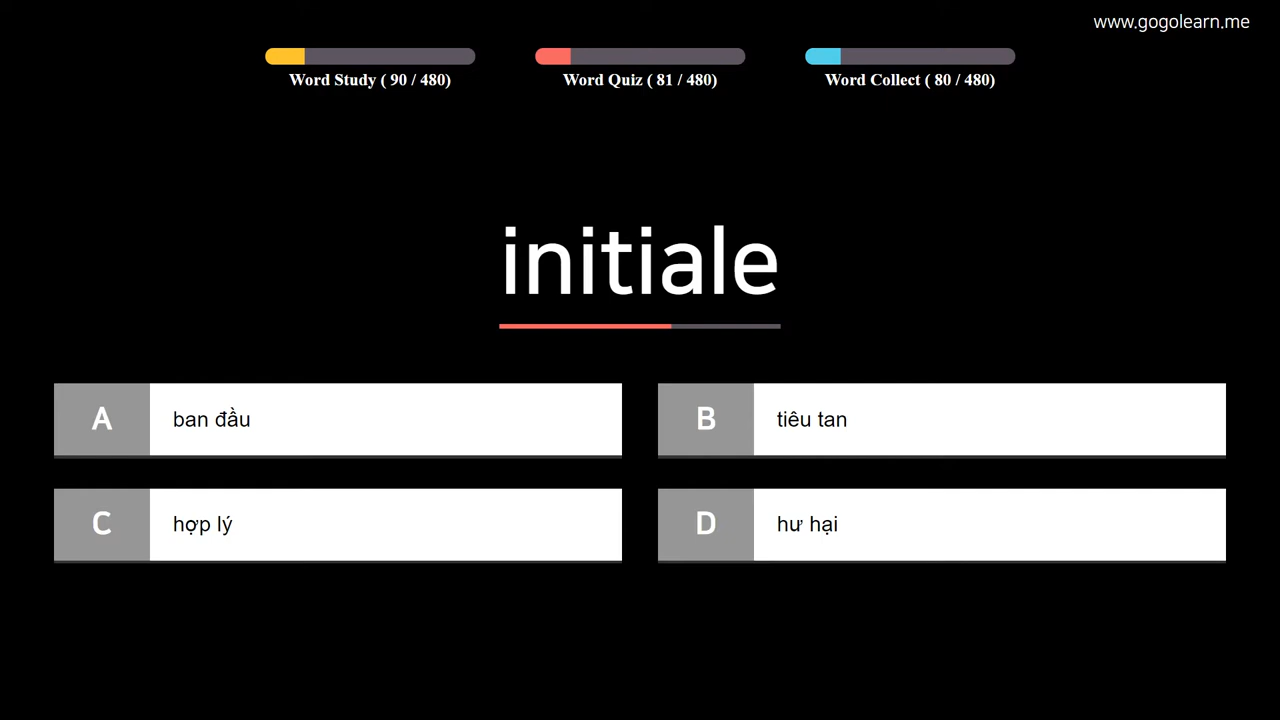 www.gogolearn.me
Word Study ( 90 / 480)
Word Quiz ( 81 / 480)
Word Collect ( 80 / 480)
initiale
A ban đầu
B tiêu tan
C hợp lý
D hư hại